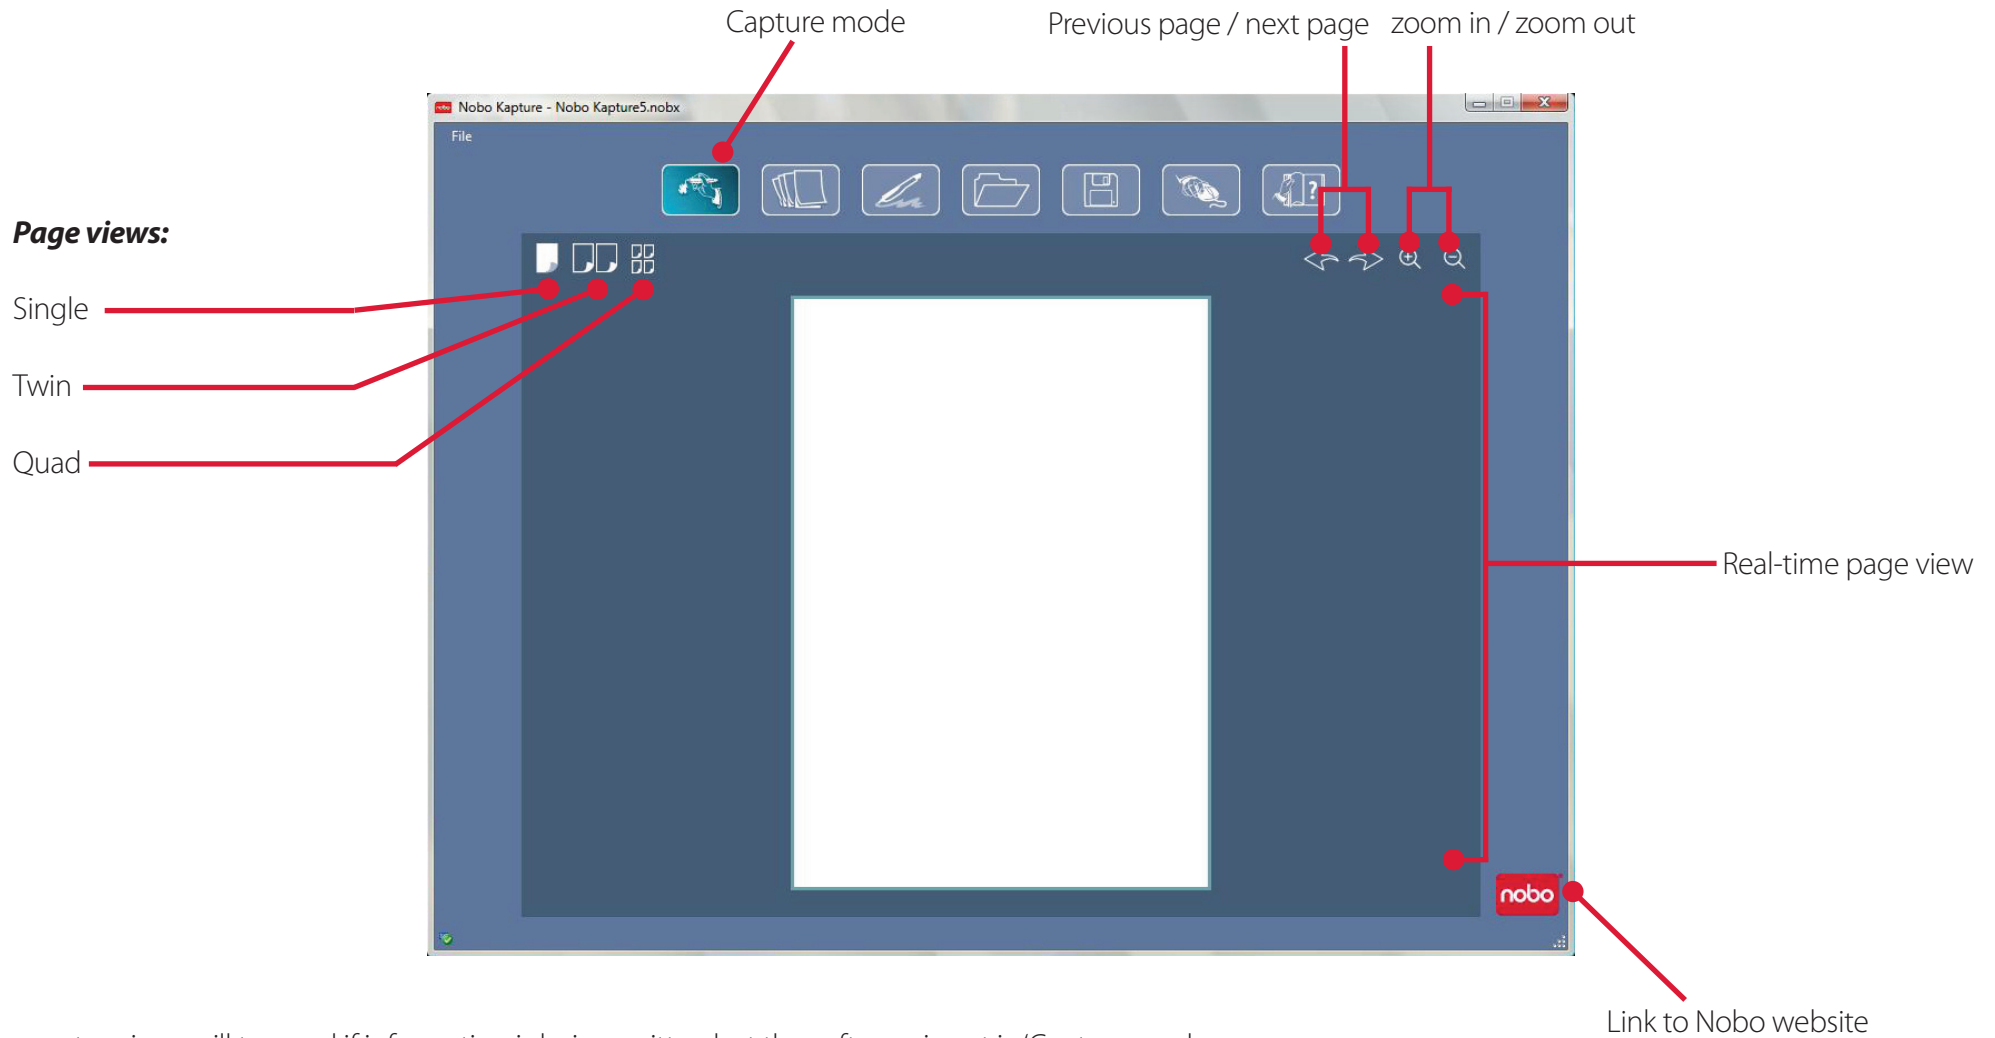 Capture mode
Previous page / next page
zoom in / zoom out
Nobo Kapture - Nobo Kapture5.nobx
File
?
Page views:
Single
Twin
Quad
Real-time page view
nobo
Link to Nobo website